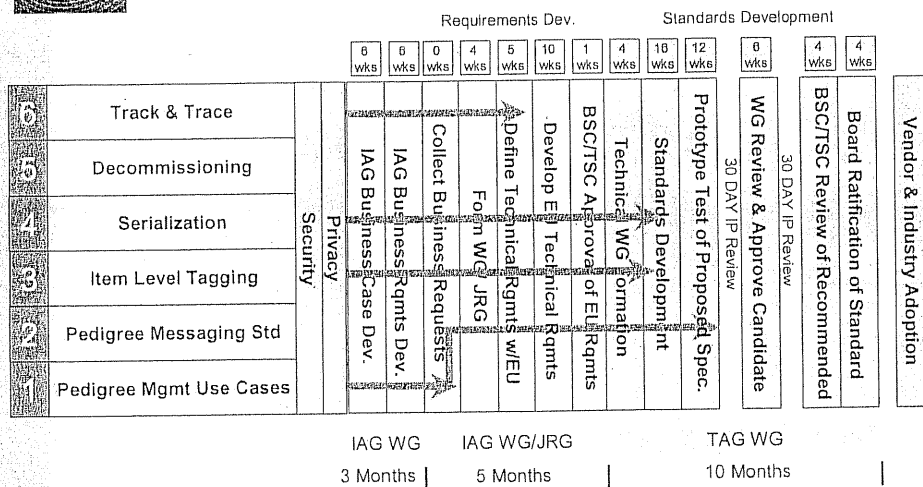 Requirements Dev.
Standards Development
6 wks
6 wks
0 wks
4 wks
5 wks
10 wks
1 wks
4 wks
16 wks
12 wks
6 wks
4 wks
4 wks
6
Track & Trace
5
Decommissioning
4
Serialization
3
Item Level Tagging
2
Pedigree Messaging Std
1
Pedigree Mgmt Use Cases
Security
Privacy
IAG Business Case Dev.
IAG Business Rqmts Dev.
Collect Business Requests
Form WG/JRG
Define Technical Rqmts w/EU
Develop EU Technical Rqmts
BSC/TSC Approval of EU Rqmts
Technical WG Formation
Standards Development
Prototype Test of Proposed Spec.
30 DAY IP Review
WG Review & Approve Candidate
30 DAY IP Review
BSC/TSC Review of Recommended
Board Ratification of Standard
Vendor & Industry Adoption
IAG WG
IAG WG/JRG
TAG WG
3 Months
5 Months
10 Months